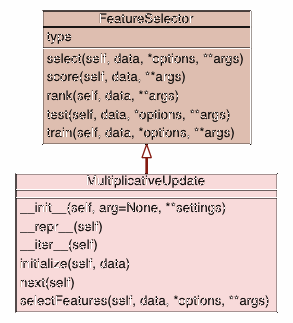 FeatureSelector
type
select(self, data, *options, **args)
score(self, data, **args)
rank(self, data, **args)
test(self, data, *options, **args)
train(self, data, *options, **args)
MultiplicativeUpdate
__init__(self, arg=None, **settings)
__repr__(self)
__iter__(self)
initialize(self, data)
next(self)
selectFeatures(self, data, *options, **args)